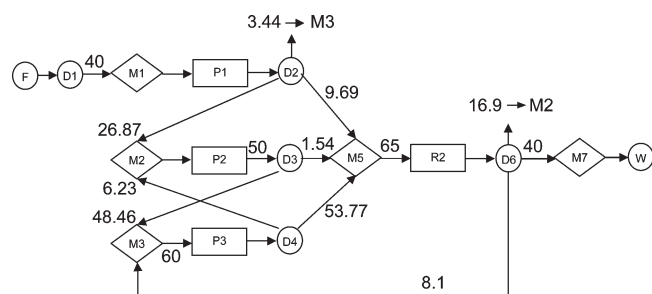 3.44 → M3
40
F
D1
M1
P1
D2
9.69
16.9 → M2
26.87
50
1.54
65
40
M2
P2
D3
M5
R2
D6
M7
W
6.23
48.46
53.77
M3
60
P3
D4
8.1